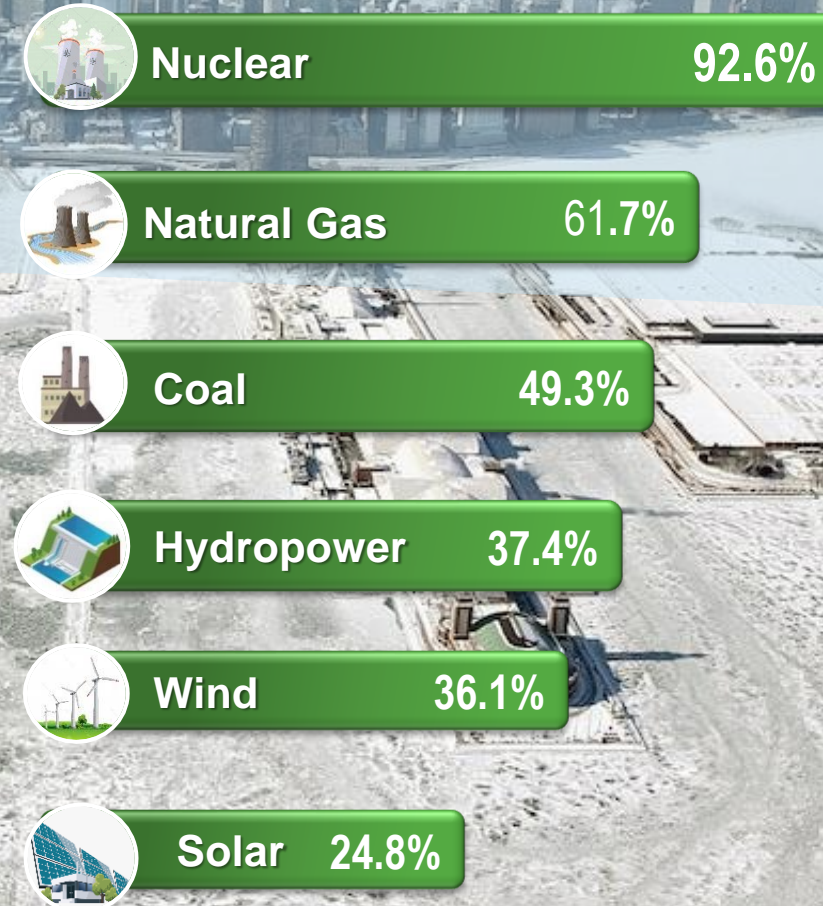 Nuclear 92.6%
Natural Gas 61.7%
Coal 49.3%
Hydropower 37.4%
Wind 36.1%
Solar 24.8%